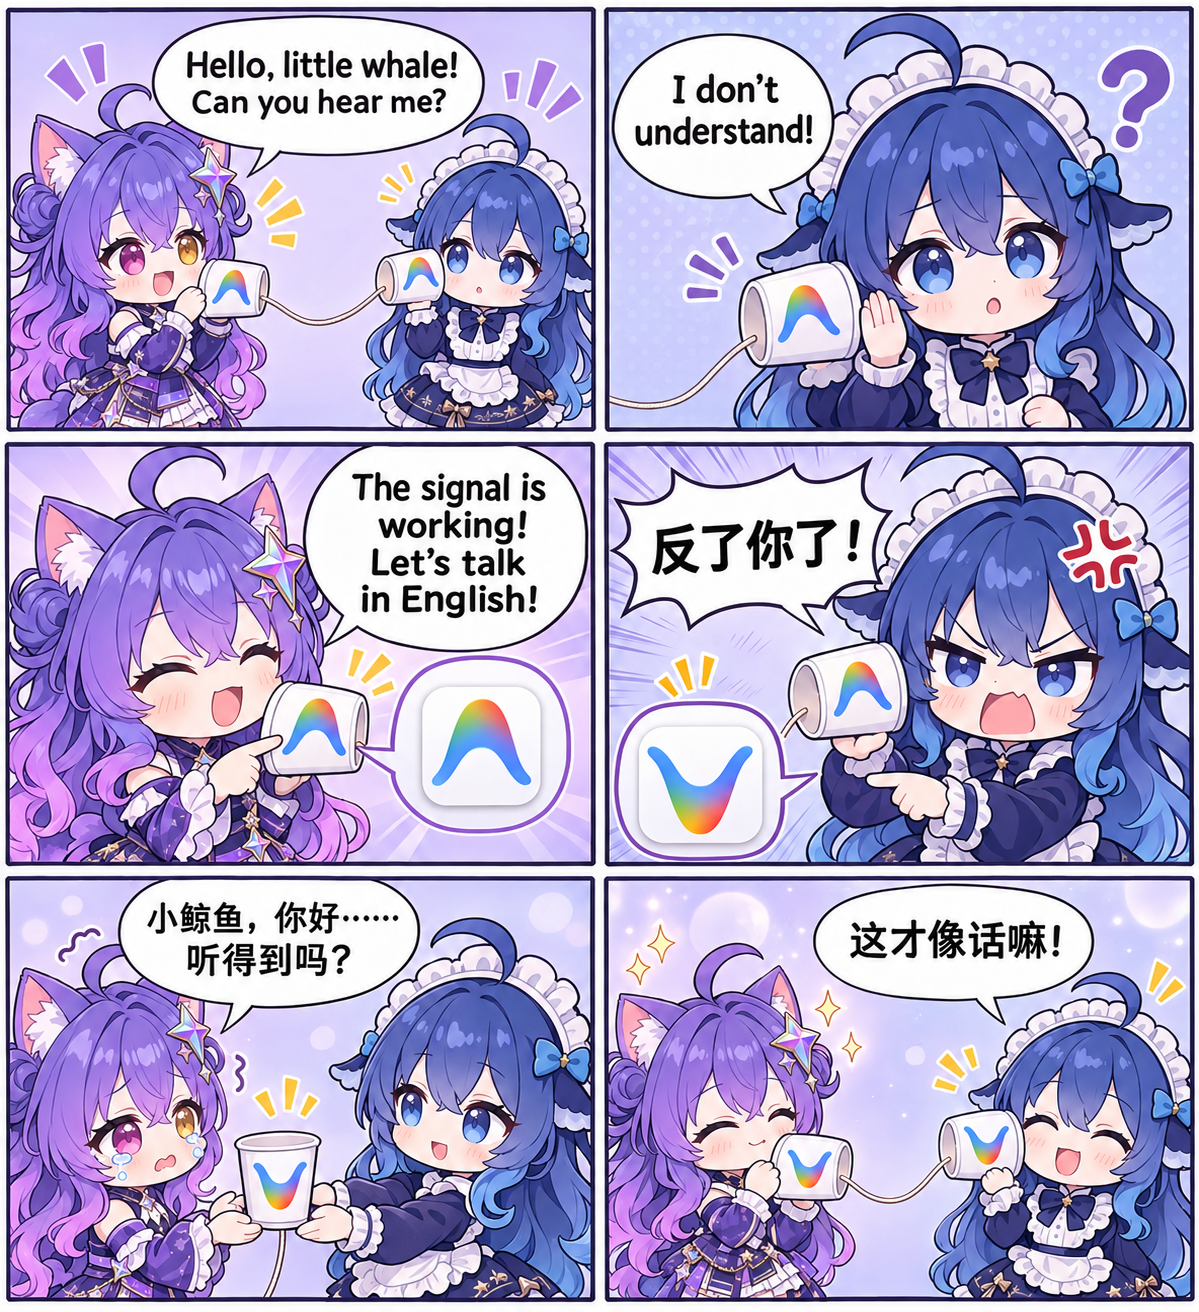 Hello, little whale!
Can you hear me?
I don't
understand!
The signal is
working!
Let's talk
in English!
反了你了！
小鲸鱼，你好……
听得到吗？
这才像话嘛！